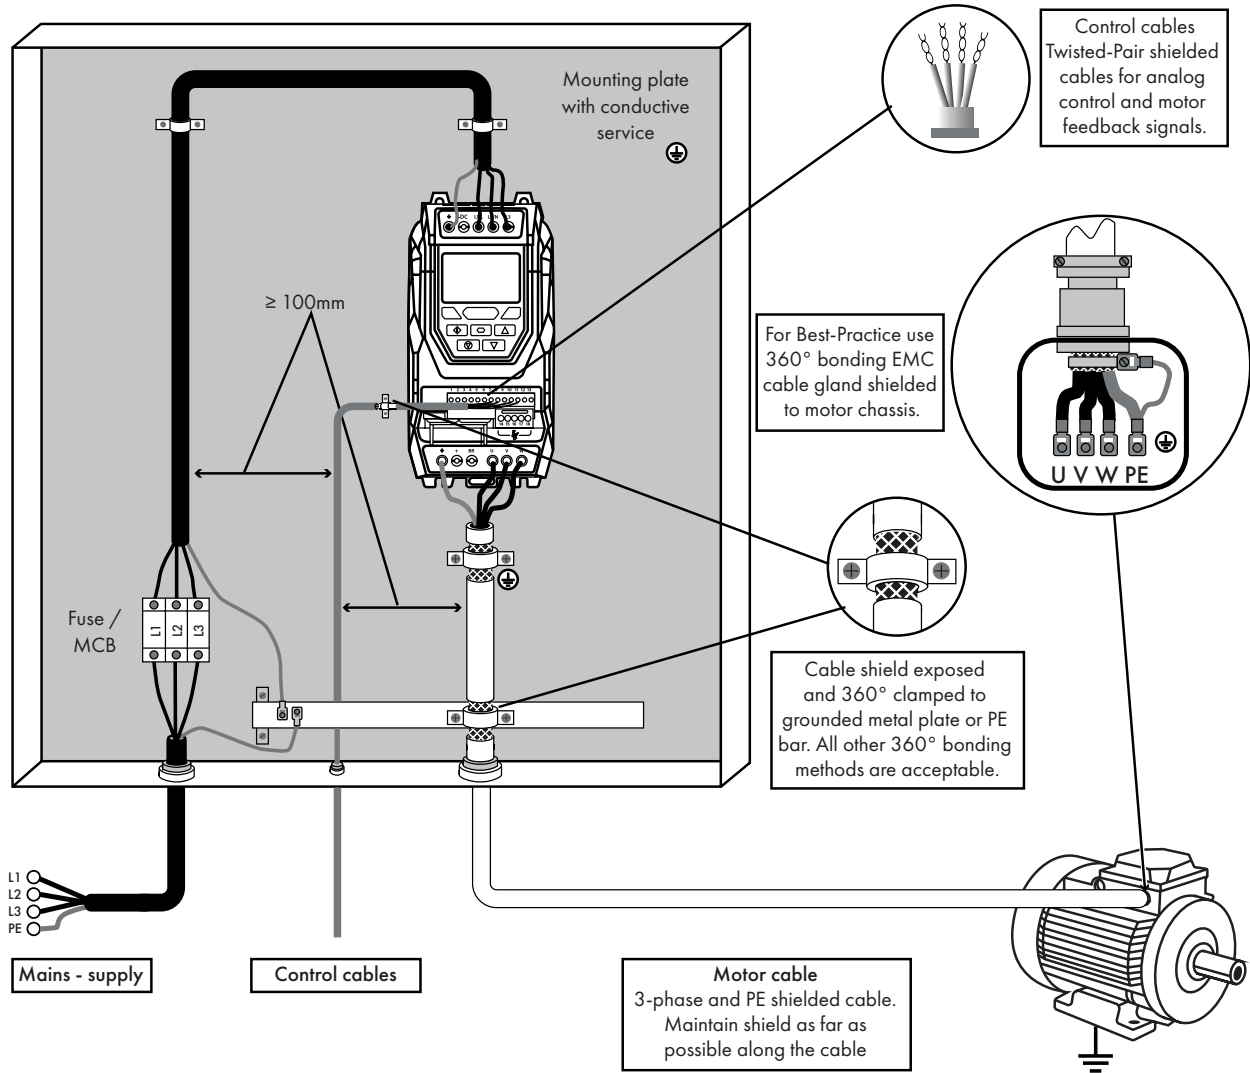 Mounting plate
with conductive
service
Control cables
Twisted-Pair shielded
cables for analog
control and motor
feedback signals.
≥ 100mm
For Best-Practice use
360° bonding EMC
cable gland shielded
to motor chassis.
U V W PE
Fuse /
MCB
L1
L2
L3
Cable shield exposed
and 360° clamped to
grounded metal plate or PE
bar. All other 360° bonding
methods are acceptable.
L1
L2
L3
PE
Mains - supply
Control cables
Motor cable
3-phase and PE shielded cable.
Maintain shield as far as
possible along the cable